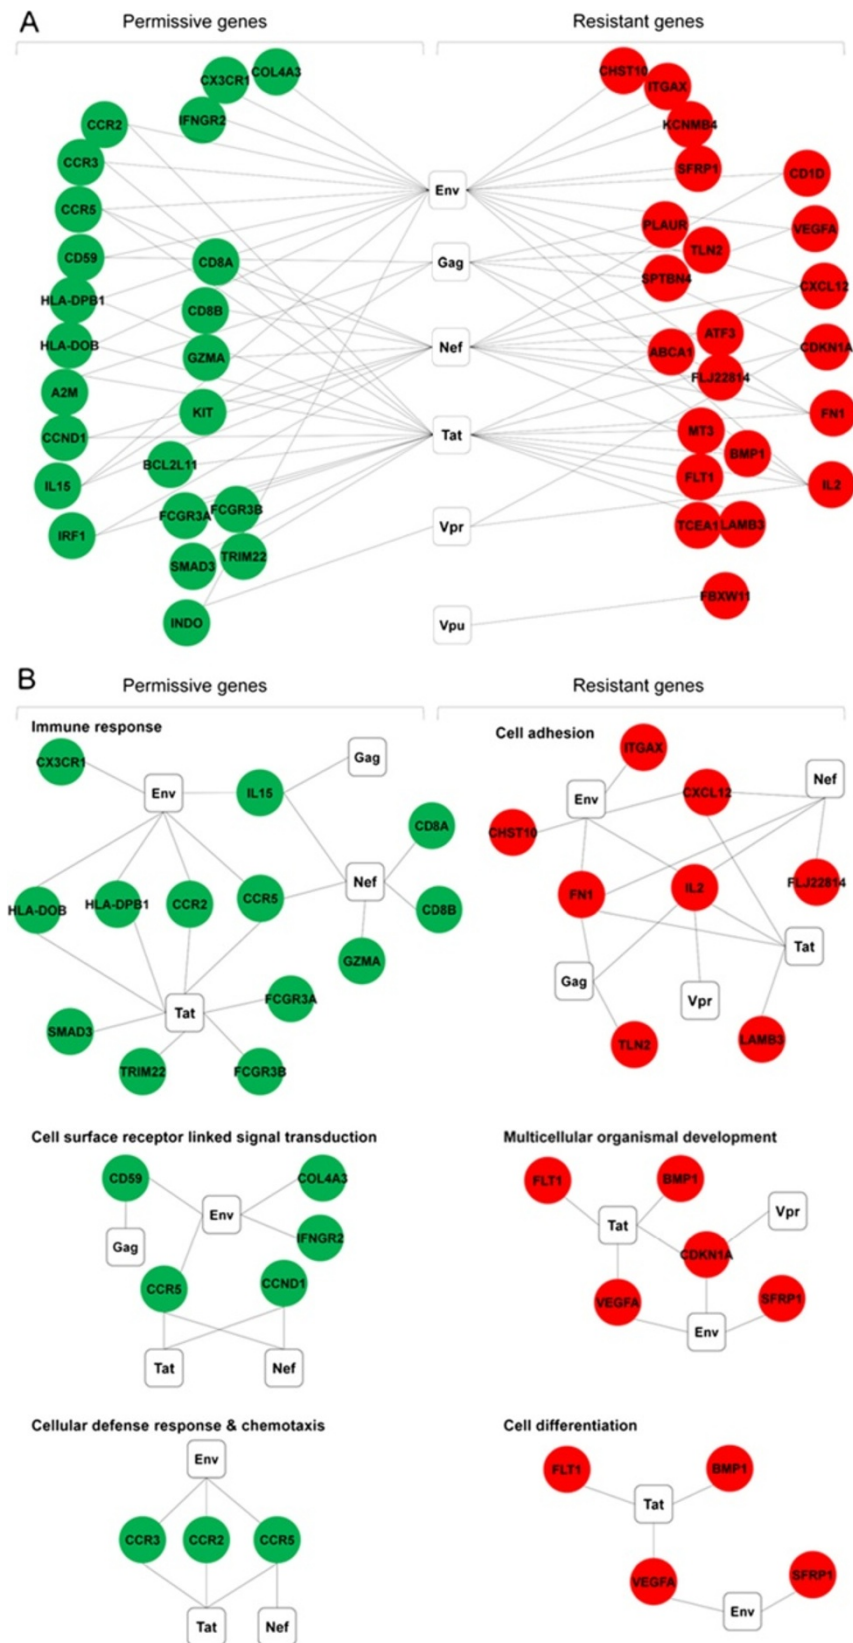 A
Permissive genes Resistant genes
COL4A3
CX3CR1
IFNGR2
CCR2
CCR3
CCR5
CD59
CD8A
HLA-DPB1
CD8B
HLA-DOB
GZMA
A2M
KIT
CCND1
BCL2L11
IL15
FCGR3A
FCGR3B
IRF1
SMAD3
TRIM22
INDO
Env
Gag
Nef
Tat
Vpr
Vpu
CHST10
ITGAX
KCNMB4
SFRP1
CD1D
PLAUR
VEGFA
TLN2
SPTBN4
CXCL12
ATF3
ABCA1
CDKN1A
FLJ22814
FN1
MT3
BMP1
FLT1
IL2
TCEA1
LAMB3
FBXW11
B
Permissive genes Resistant genes
Immune response
CX3CR1
Gag
Env
IL15
CD8A
Nef
HLA-DOB
HLA-DPB1
CCR2
CCR5
CD8B
GZMA
FCGR3A
Tat
SMAD3
TRIM22
FCGR3B
Cell adhesion
ITGAX
Nef
Env
CXCL12
CHST10
FN1
IL2
FLJ22814
Tat
Gag
Vpr
TLN2
LAMB3
Cell surface receptor linked signal transduction
CD59
COL4A3
Env
Gag
IFNGR2
CCR5
CCND1
Tat
Nef
Multicellular organismal development
FLT1
BMP1
Vpr
Tat
CDKN1A
VEGFA
SFRP1
Env
Cellular defense response & chemotaxis
Env
CCR3
CCR2
CCR5
Tat
Nef
Cell differentiation
FLT1
BMP1
Tat
VEGFA
SFRP1
Env